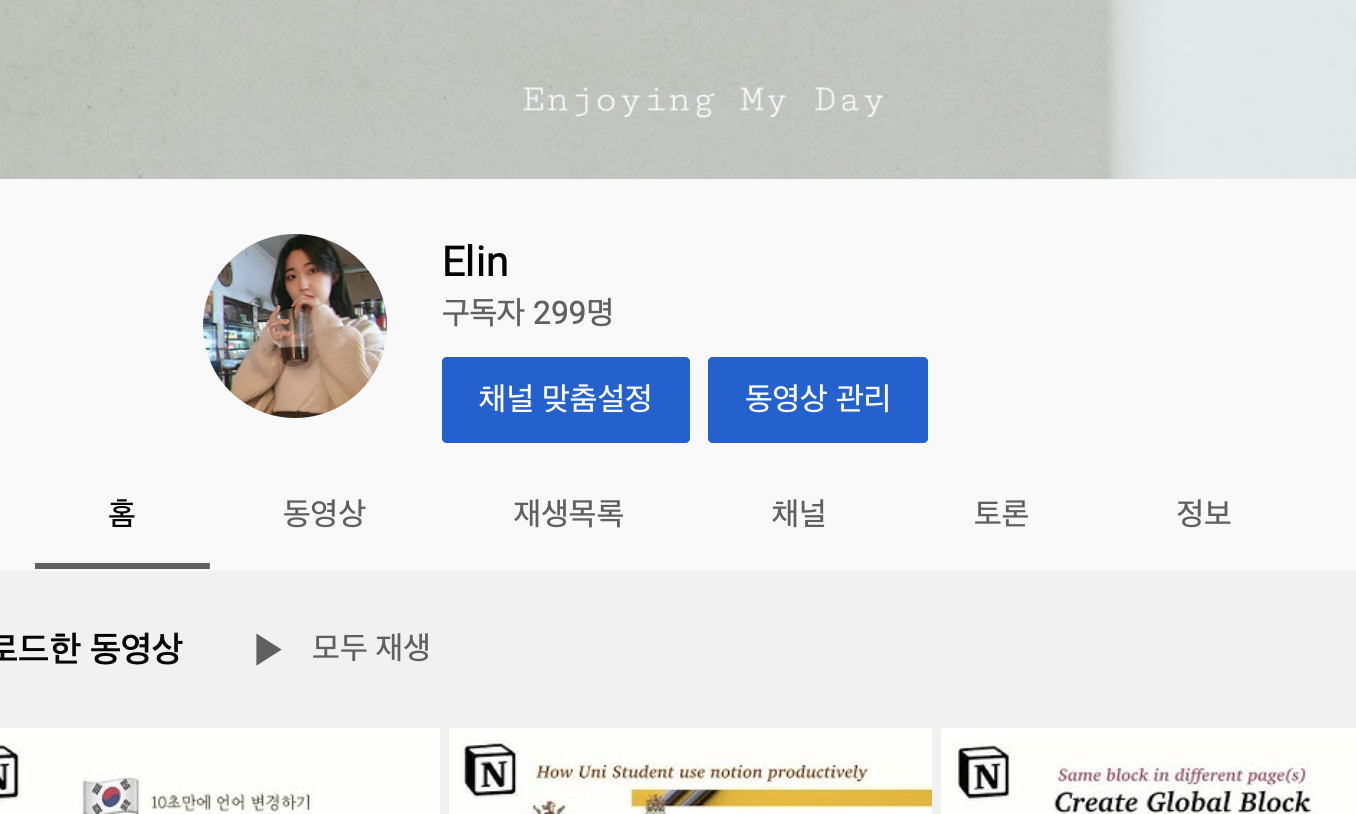 Enjoying My Day
Elin
구독자 299명
채널 맞춤설정
동영상 관리
홈 동영상 재생목록 채널 토론 정보
로드한 동영상 모두 재생
N
10초만에 언어 변경하기
N
How Uni Student use notion productively
N
Same block in different page(s)
Create Global Block